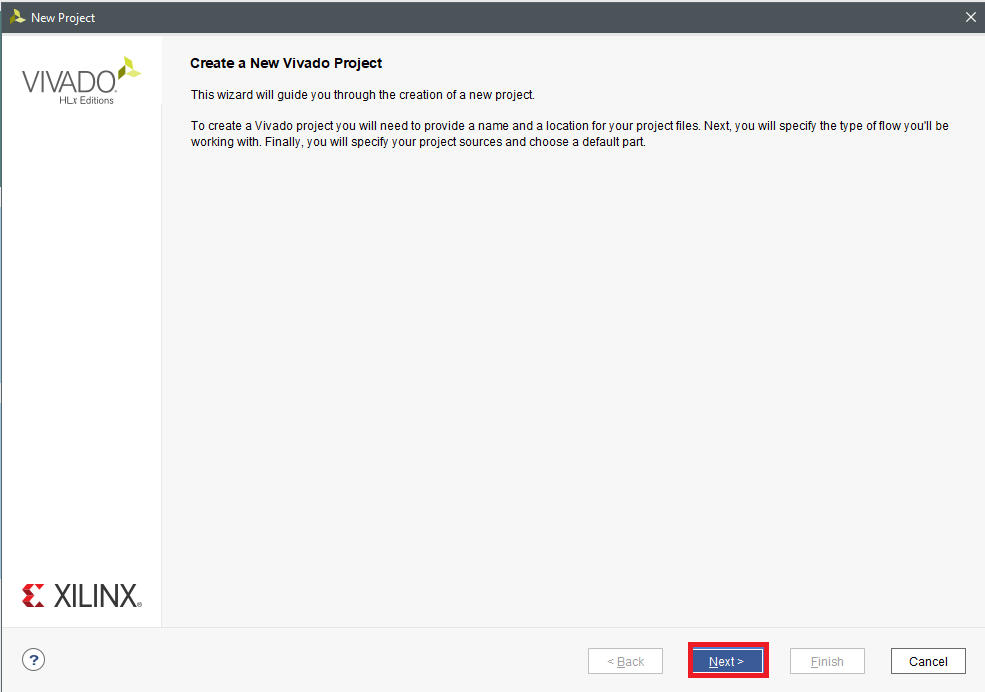 New Project
VIVADO.
HLx Editions
Create a New Vivado Project
This wizard will guide you through the creation of a new project.
To create a Vivado project you will need to provide a name and a location for your project files. Next, you will specify the type of flow you'll be
working with. Finally, you will specify your project sources and choose a default part.
XILINX®
?
< Back
Next >
Finish
Cancel